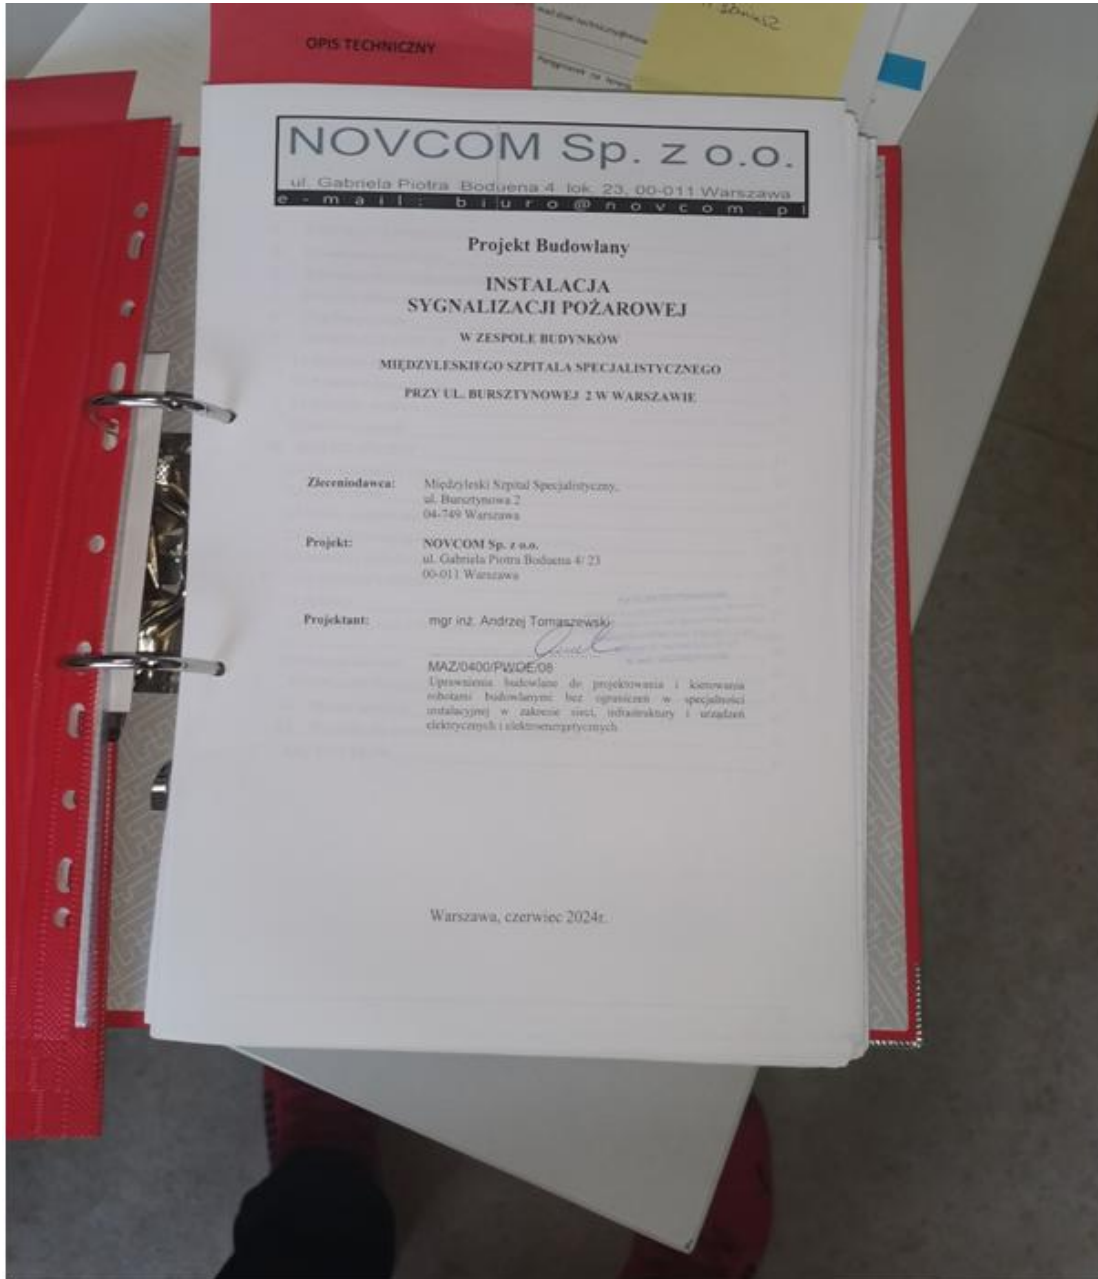 OPIS TECHNICZNY
NOVCOM Sp. z o.o.
ul. Gabriela Piotra Boduena 4 lok. 23, 00-011 Warszawa
e-mail: biuro@novcom.pl
Projekt Budowlany
INSTALACJA
SYGNALIZACJI POŻAROWEJ
W ZESPOLE BUDYNKÓW
MIĘDZYLESKIEGO SZPITALA SPECJALISTYCZNEGO
PRZY UL. BURSZTYNOWEJ 2 W WARSZAWIE
Zleceniodawca: Międzyleski Szpital Specjalistyczny,
ul. Bursztynowa 2
04-749 Warszawa
Projekt: NOVCOM Sp. z o.o.
ul. Gabriela Piotra Boduena 4/ 23
00-011 Warszawa
Projektant: mgr inż. Andrzej Tomaszewski
MAZ/0400/PWOE/08
Uprawnienia budowlane do projektowania i kierowania
robotami budowlanymi bez ograniczeń w specjalności
instalacyjnej w zakresie sieci, infrastruktury i urządzeń
elektrycznych i elektroenergetycznych
Warszawa, czerwiec 2024r.